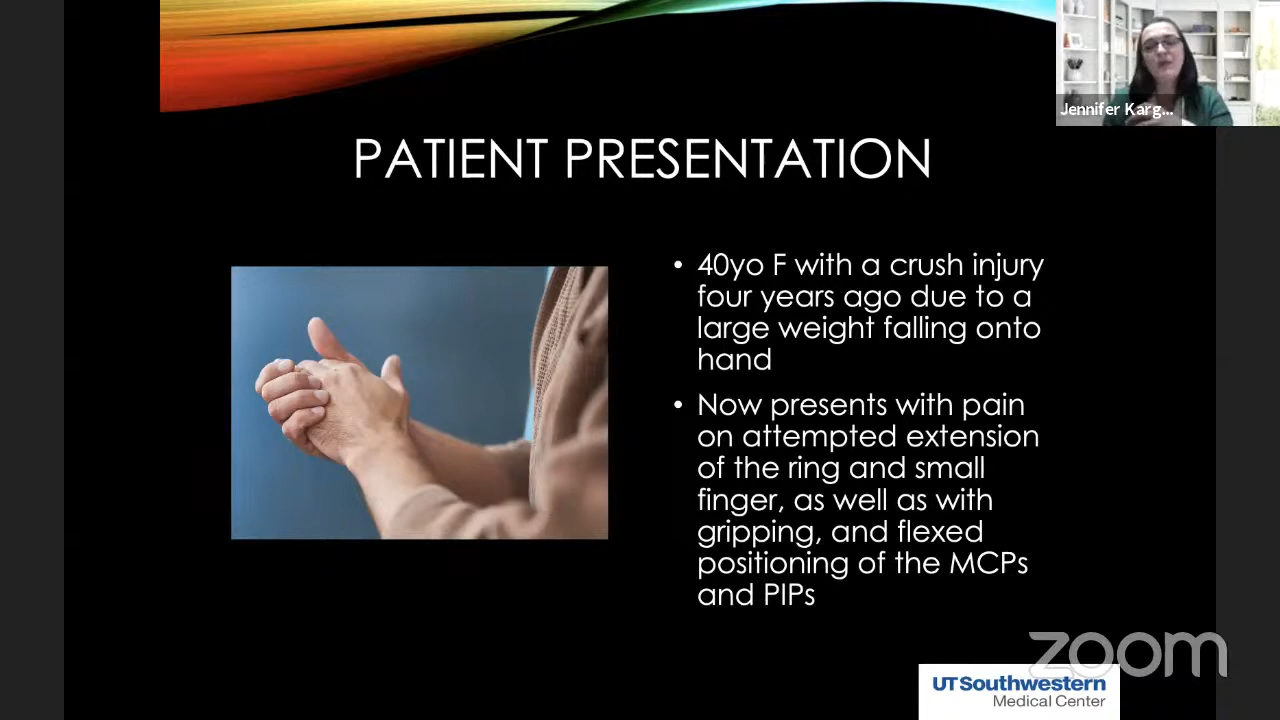 Jennifer Karg...
PATIENT PRESENTATION
• 40yo F with a crush injury
four years ago due to a
large weight falling onto
hand
• Now presents with pain
on attempted extension
of the ring and small
finger, as well as with
gripping, and flexed
positioning of the MCPs
and PIPs
zoom
UTSouthwestern
Medical Center